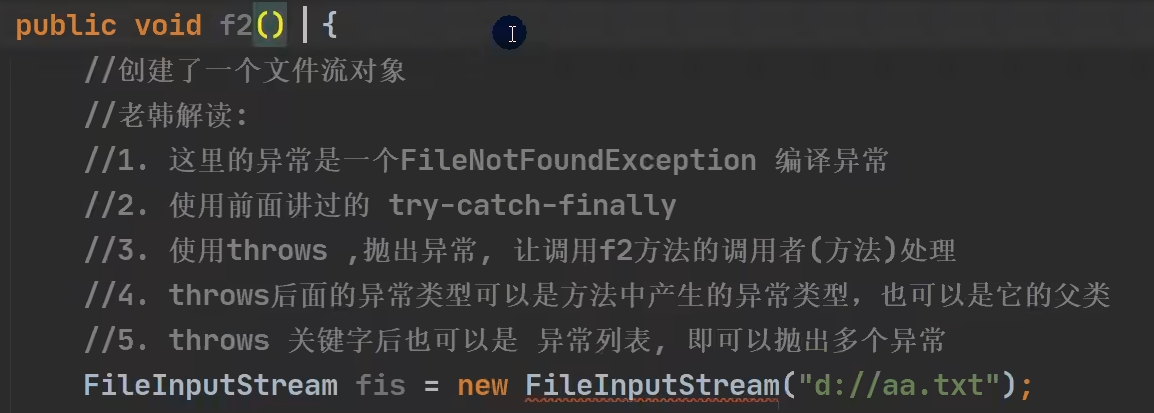 public void f2() {
//创建了一个文件流对象
//老韩解读:
//1. 这里的异常是一个FileNotFoundException 编译异常
//2. 使用前面讲过的 try-catch-finally
//3. 使用throws ,抛出异常, 让调用f2方法的调用者(方法)处理
//4. throws后面的异常类型可以是方法中产生的异常类型，也可以是它的父类
//5. throws 关键字后也可以是 异常列表, 即可以抛出多个异常
FileInputStream fis = new FileInputStream("d://aa.txt");